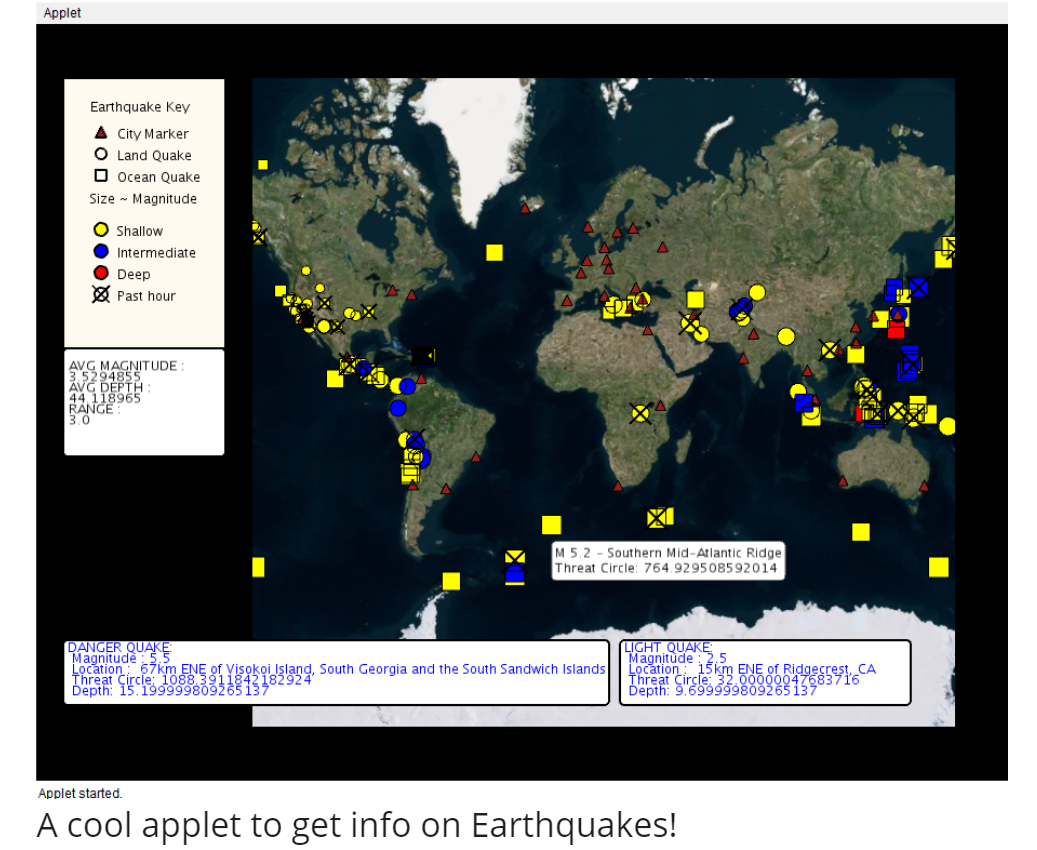 Applet
Earthquake Key
City Marker
Land Quake
Ocean Quake
Size ~ Magnitude
Shallow
Intermediate
Deep
Past hour
AVG MAGNITUDE :
3.5294855
AVG DEPTH :
44.118965
RANGE :
3.0
M 5.2 – Southern Mid-Atlantic Ridge
Threat Circle: 764.929508592014
DANGER QUAKE:
Magnitude : 5.5
Location : 67km ENE of Visokoi Island, South Georgia and the South Sandwich Islands
Threat Circle: 1088.3911842182924
Depth: 15.199999809265137
LIGHT QUAKE:
Magnitude : 2.5
Location : 15km ENE of Ridgecrest, CA
Threat Circle: 32.00000047683716
Depth: 9.699999809265137
Applet started.
A cool applet to get info on Earthquakes!